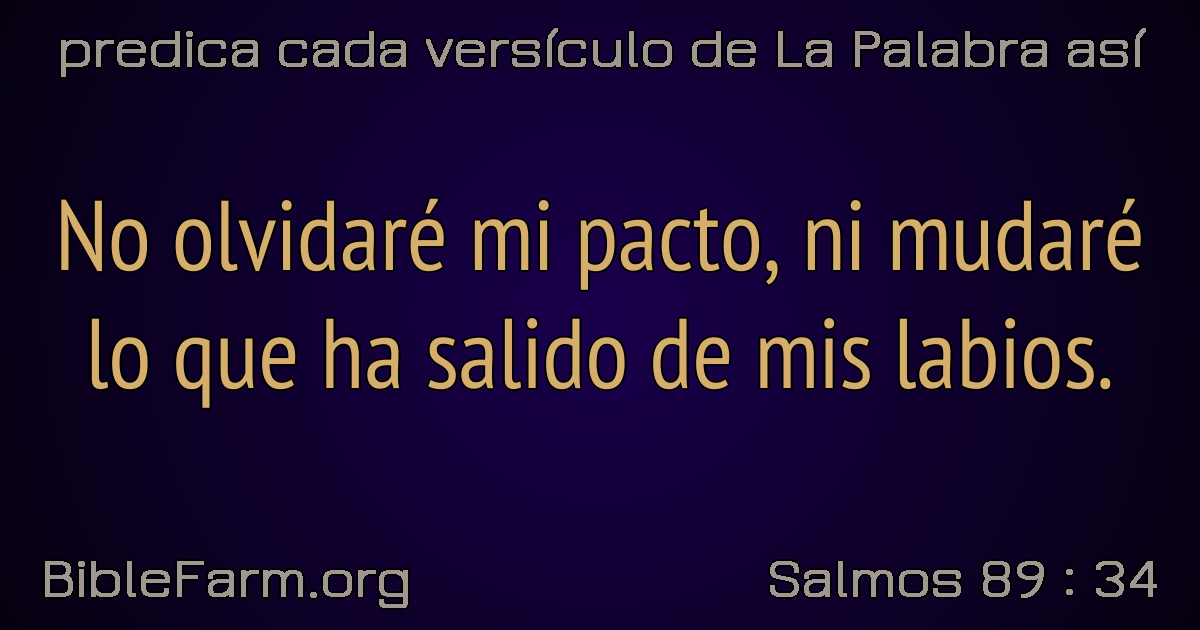 predica cada versículo de La Palabra así
No olvidaré mi pacto, ni mudaré
lo que ha salido de mis labios.
BibleFarm.org
Salmos 89 : 34